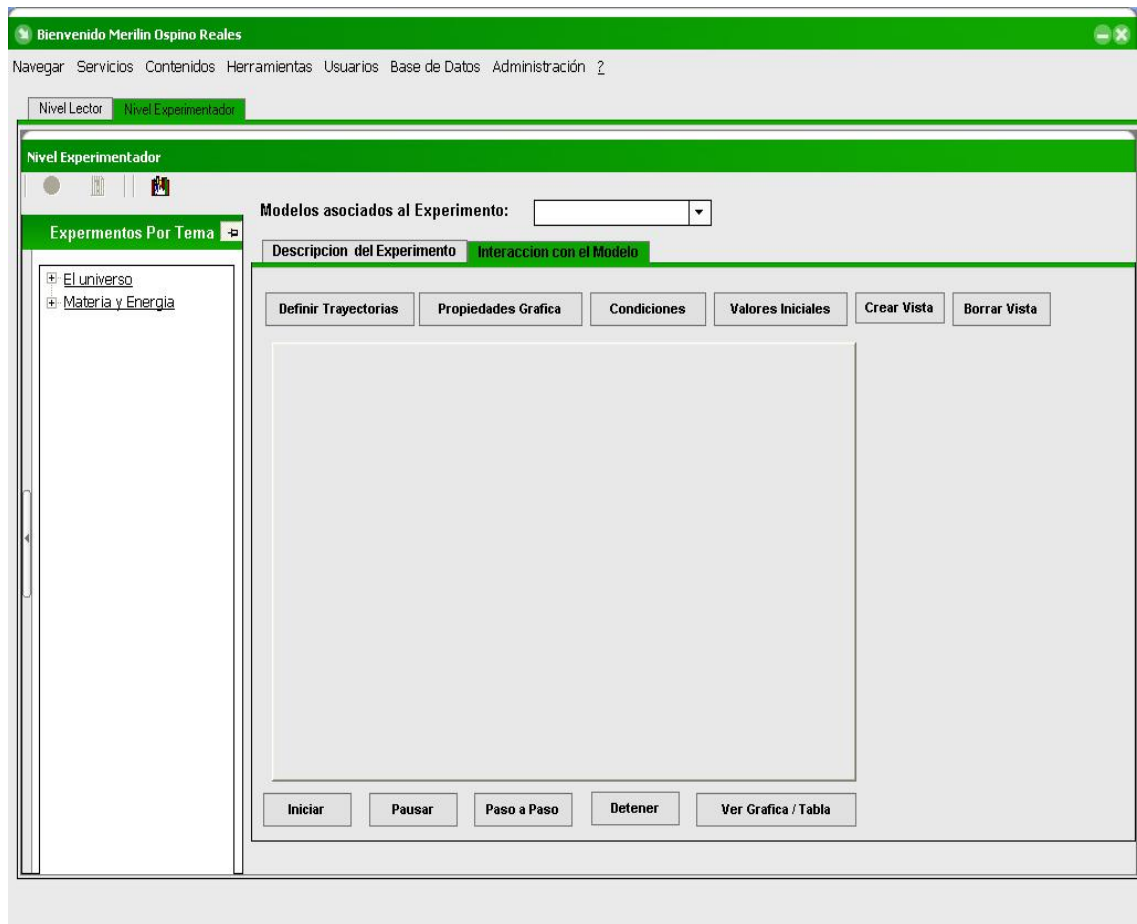 Bienvenido Merilin Ospino Reales
Navegar Servicios Contenidos Herramientas Usuarios Base de Datos Administración ?
Nivel Lector Nivel Experimentador
Nivel Experimentador
Modelos asociados al Experimento:
Expermentos Por Tema
Descripcion del Experimento Interaccion con el Modelo
El universo
Materia y Energia
Definir Trayectorias Propiedades Grafica Condiciones Valores Iniciales Crear Vista Borrar Vista
Iniciar Pausar Paso a Paso Detener Ver Grafica / Tabla